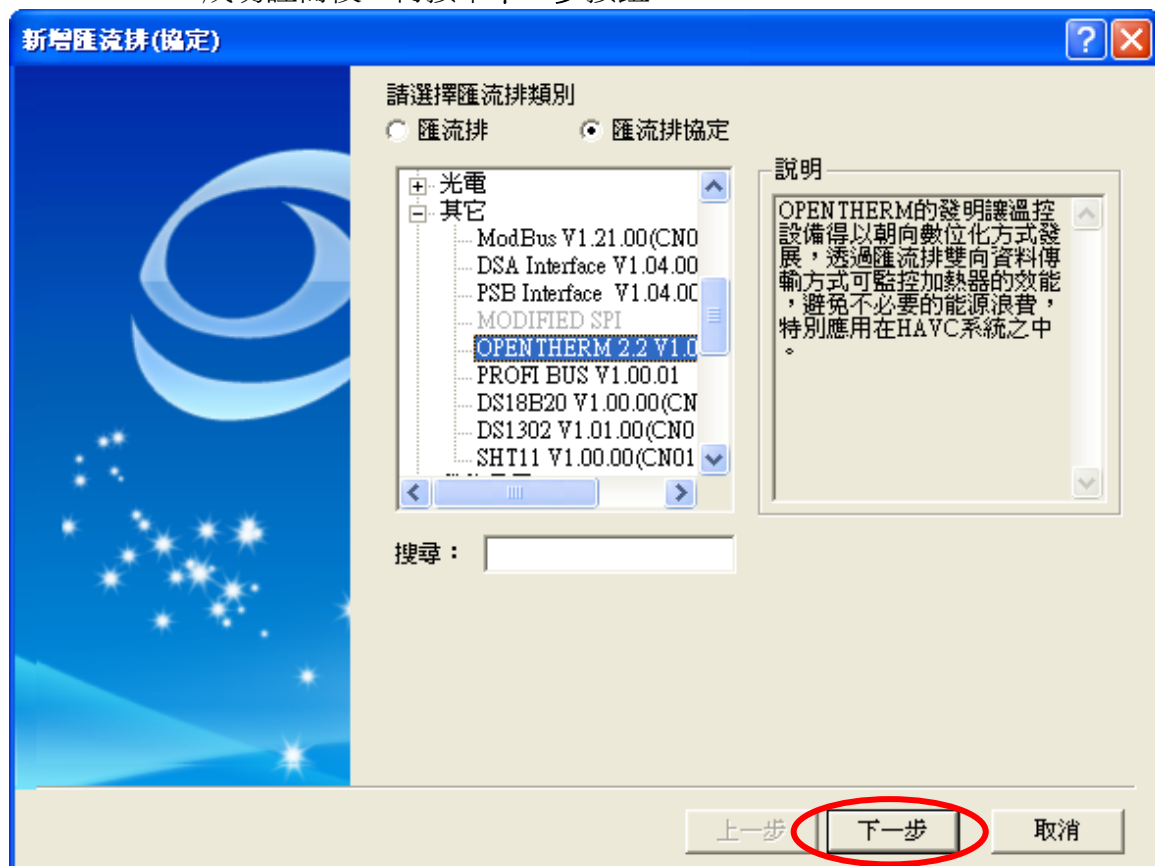 新增匯流排(協定)
請選擇匯流排類別
匯流排
匯流排協定
光電
其它
ModBus V1.21.00(CN0
DSA Interface V1.04.00
PSB Interface V1.04.00
MODIFIED SPI
OPENTHERM 2.2 V1.0
PROFI BUS V1.00.01
DS18B20 V1.00.00(CN
DS1302 V1.01.00(CN0
SHT11 V1.00.00(CN01
說明
OPENTHERM的發明讓溫控
設備得以朝向數位化方式發
展，透過匯流排雙向資料傳
輸方式可監控加熱器的效能
，避免不必要的能源浪費，
特別應用在HAVC系統之中
。
搜尋：
上一步
下一步
取消